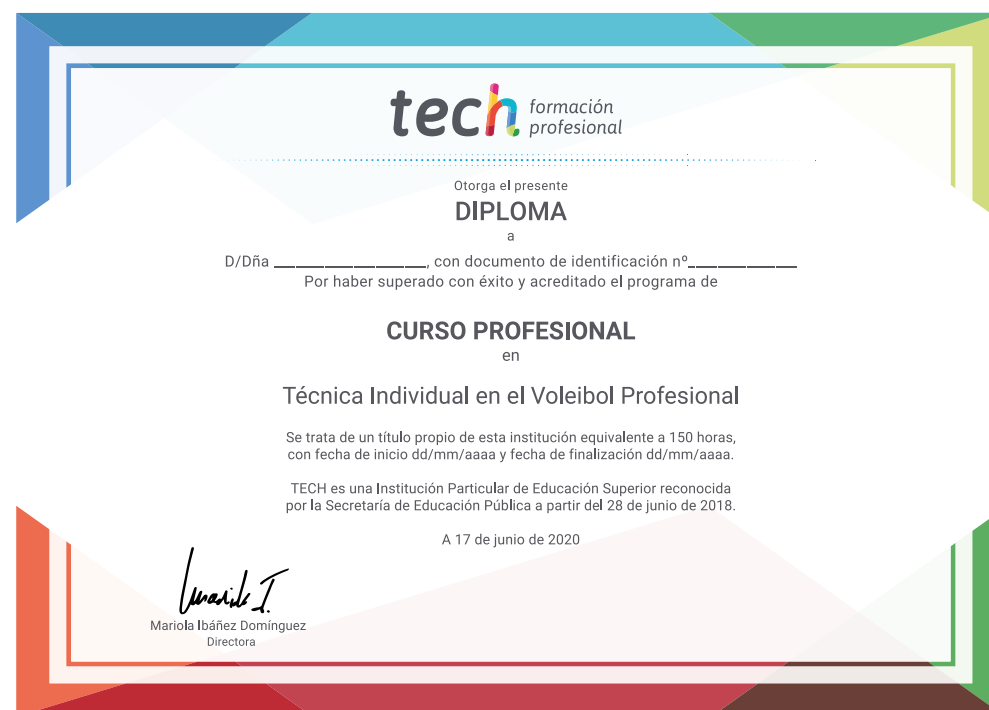 tech formación
profesional
Otorga el presente
DIPLOMA
a
D/Dña ______________, con documento de identificación nº__________
Por haber superado con éxito y acreditado el programa de
CURSO PROFESIONAL
en
Técnica Individual en el Voleibol Profesional
Se trata de un título propio de esta institución equivalente a 150 horas,
con fecha de inicio dd/mm/aaaa y fecha de finalización dd/mm/aaaa.
TECH es una Institución Particular de Educación Superior reconocida
por la Secretaría de Educación Pública a partir del 28 de junio de 2018.
A 17 de junio de 2020
Mariola Ibáñez Domínguez
Directora